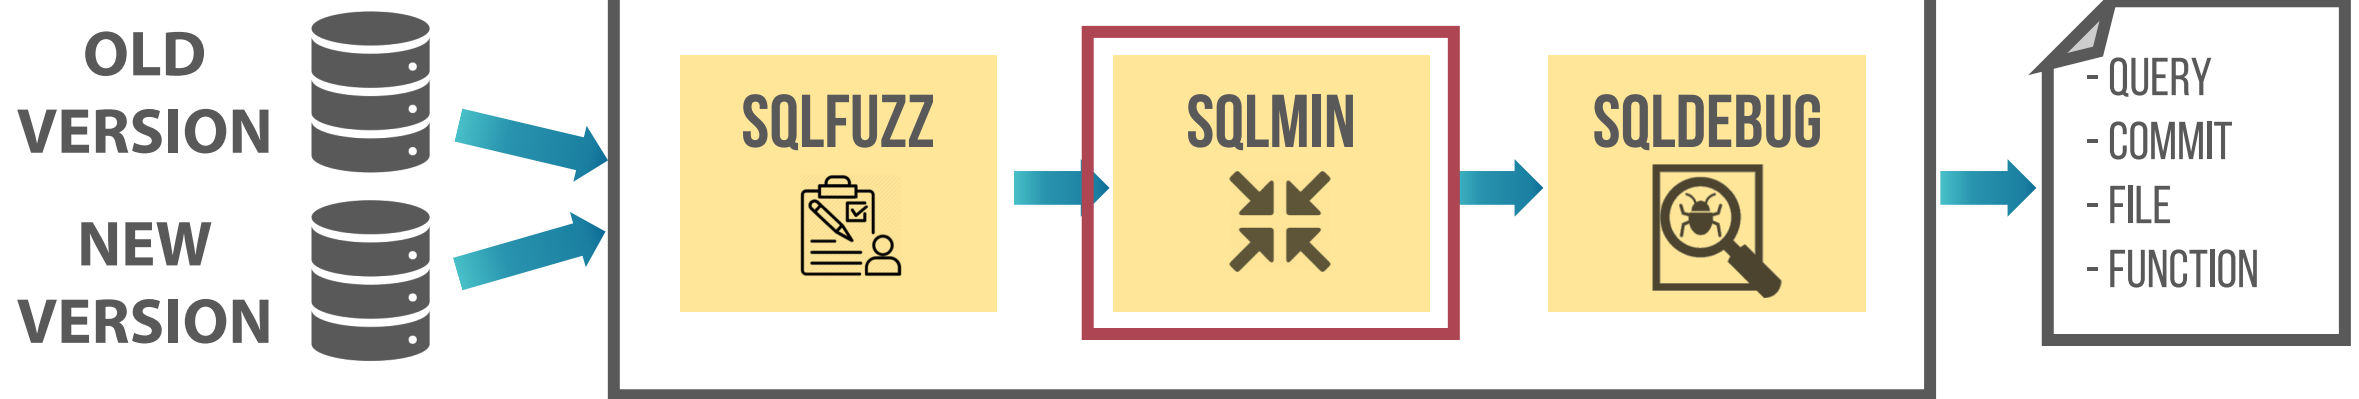 OLD
VERSION
NEW
VERSION
SQLFUZZ
SQLMIN
SQLDEBUG
- QUERY
- COMMIT
- FILE
- FUNCTION